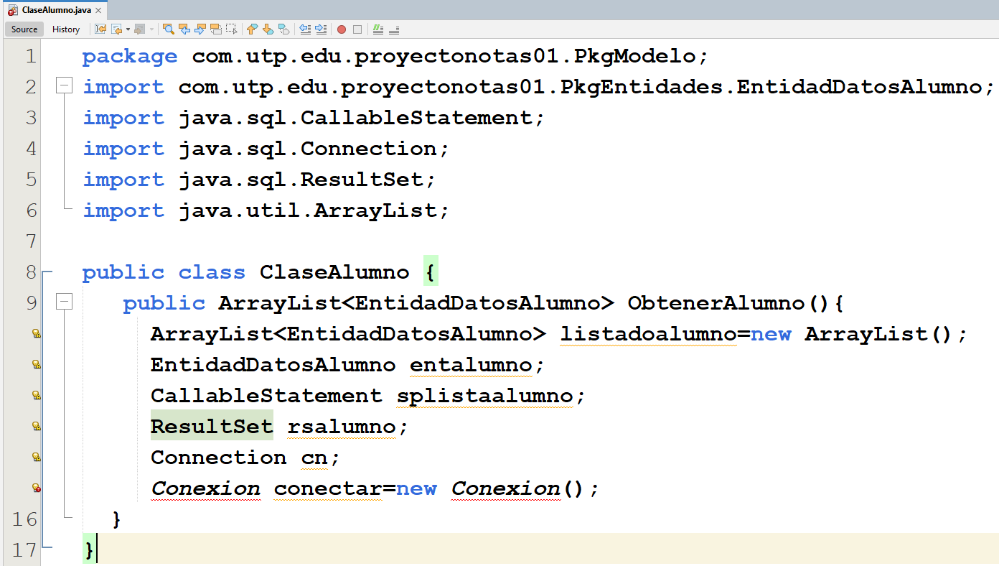 ClaseAlumno.java
Source History
1 package com.utp.edu.proyectonotas01.PkgModelo;
2 import com.utp.edu.proyectonotas01.PkgEntidades.EntidadDatosAlumno;
3 import java.sql.CallableStatement;
4 import java.sql.Connection;
5 import java.sql.ResultSet;
6 import java.util.ArrayList;
7
8 public class ClaseAlumno {
9 public ArrayList<EntidadDatosAlumno> ObtenerAlumno(){
ArrayList<EntidadDatosAlumno> listadoalumno=new ArrayList();
EntidadDatosAlumno entalumno;
CallableStatement splistaalumno;
ResultSet rsalumno;
Connection cn;
Conexion conectar=new Conexion();
16 }
17 }